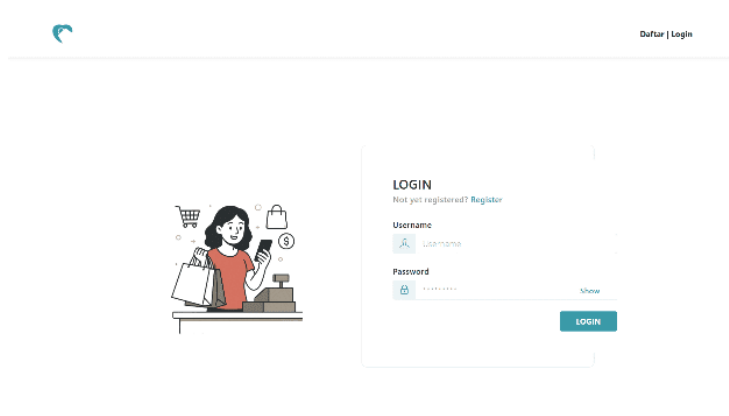 Daftar | Login
LOGIN
Not yet registered? Register
Username
Username
Password
********* Show
LOGIN